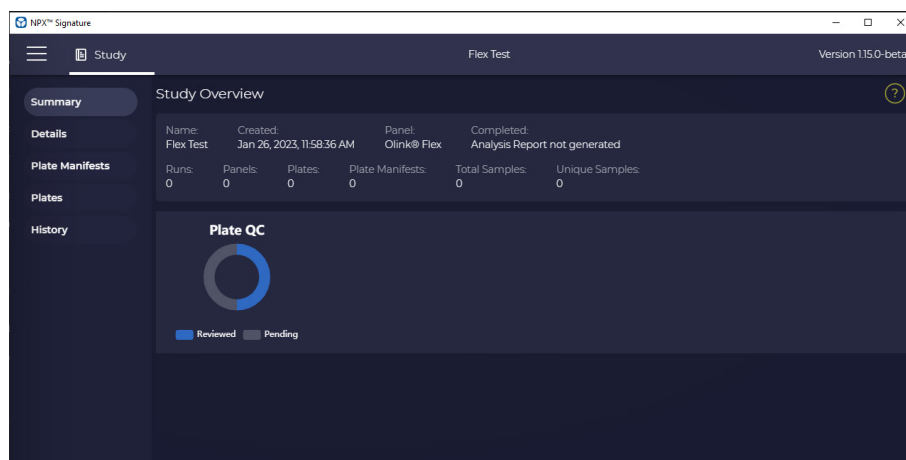 NPX™ Signature
Study
Flex Test
Version 1.15.0-beta
Summary
Details
Plate Manifests
Plates
History
Study Overview
?
Name: Created: Panel: Completed:
Flex Test Jan 26, 2023, 11:58:36 AM Olink® Flex Analysis Report not generated
Runs: Panels: Plates: Plate Manifests: Total Samples: Unique Samples:
0 0 0 0 0 0
Plate QC
Reviewed Pending